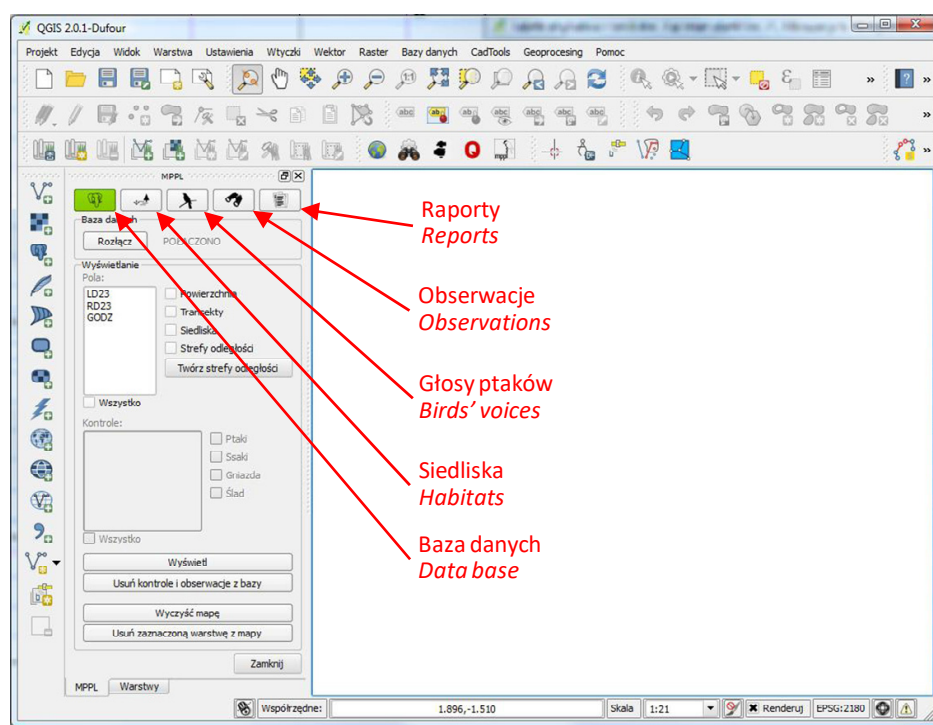 QGIS 2.0.1-Dufour
Projekt Edycja Widok Warstwa Ustawienia Wtyczki Wektor Raster Bazy danych CadTools Geoprocesing Pomoc
MPPL
Raporty
Reports
Baza danych
Rozłącz POŁĄCZONO
Wyświetlanie
Pola:
LD23
RD23
GODZ
Powierzchnia
Transekty
Siedliska
Strefy odległości
Twórz strefy odległości
Wszystko
Obserwacje
Observations
Głosy ptaków
Birds’ voices
Kontrole:
Ptaki
Ssaki
Gniazda
Ślad
Wszystko
Siedliska
Habitats
Baza danych
Data base
Wyświetl
Usuń kontrole i obserwacje z bazy
Wyczyść mapę
Usuń zaznaczoną warstwę z mapy
Zamknij
MPPL Warstwy
Współrzędne: 1.896,-1.510 Skala 1:21 Renderuj EPSG:2180